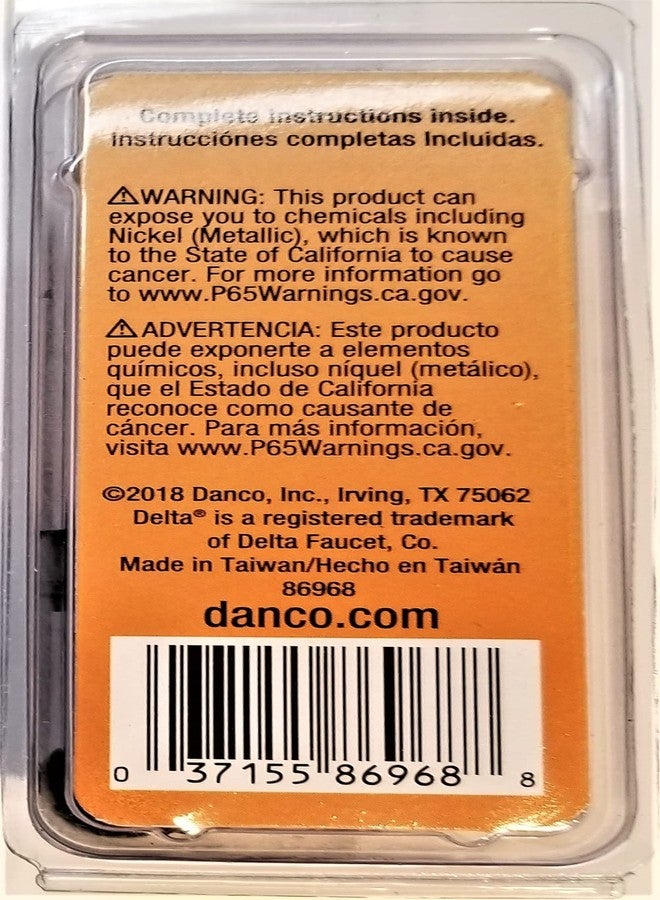 Complete instructions inside.
Instrucciónes completas Incluidas.
⚠WARNING: This product can
expose you to chemicals including
Nickel (Metallic), which is known
to the State of California to cause
cancer. For more information go
to www.P65Warnings.ca.gov.
⚠ADVERTENCIA: Este producto
puede exponerte a elementos
químicos, incluso níquel (metálico),
que el Estado de California
reconoce como causante de
cáncer. Para más información,
visita www.P65Warnings.ca.gov.
©2018 Danco, Inc., Irving, TX 75062
Delta® is a registered trademark
of Delta Faucet, Co.
Made in Taiwan/Hecho en Taiwán
86968
danco.com
0 37155 86968 8